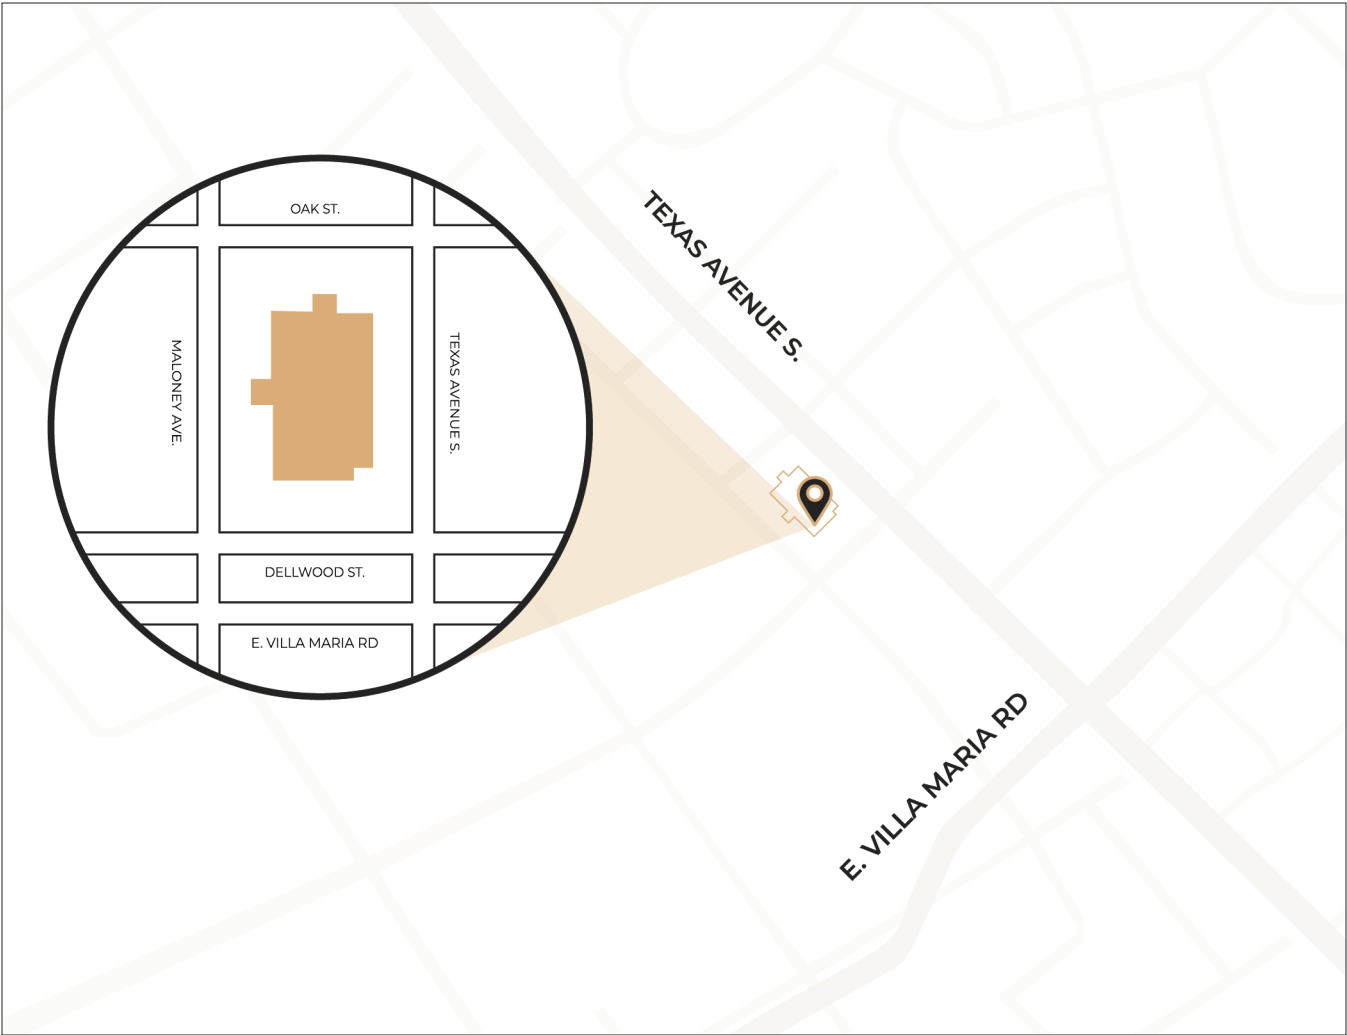 OAK ST.
MALONEY AVE.
TEXAS AVENUE S.
DELLWOOD ST.
E. VILLA MARIA RD
TEXAS AVENUE S.
E. VILLA MARIA RD